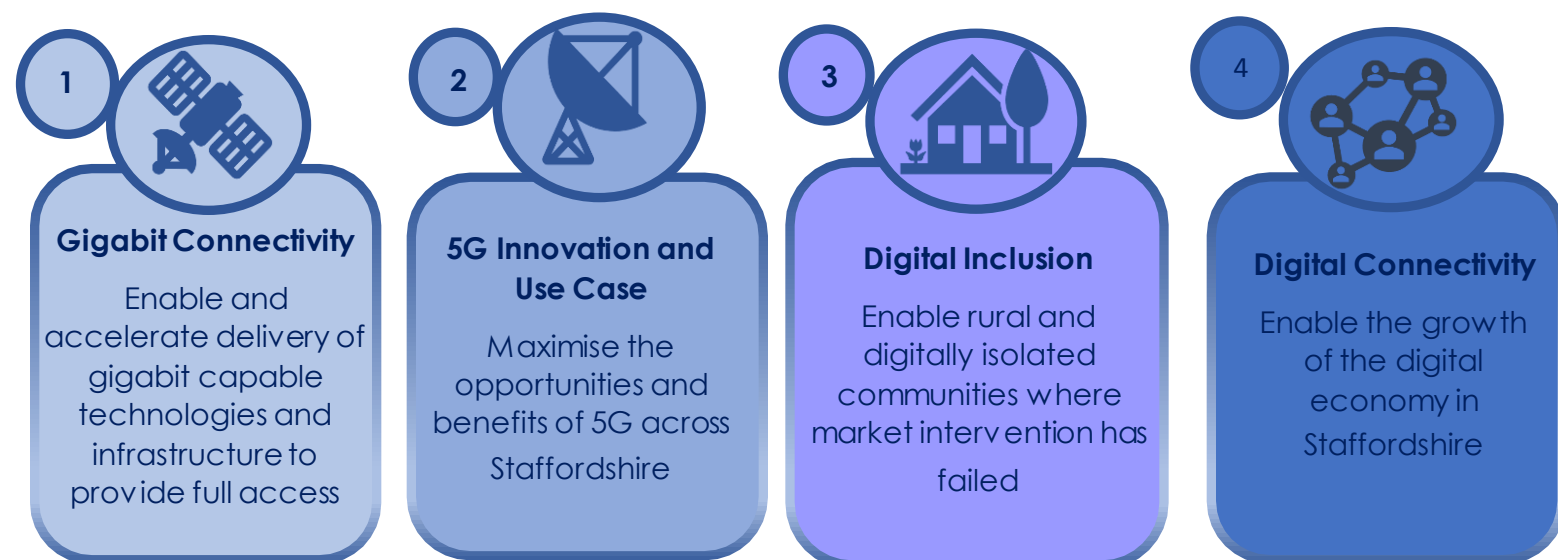 1
Gigabit Connectivity
Enable and
accelerate delivery of
gigabit capable
technologies and
infrastructure to
provide full access
2
5G Innovation and
Use Case
Maximise the
opportunities and
benefits of 5G across
Staffordshire
3
Digital Inclusion
Enable rural and
digitally isolated
communities where
market intervention has
failed
4
Digital Connectivity
Enable the growth
of the digital
economy in
Staffordshire